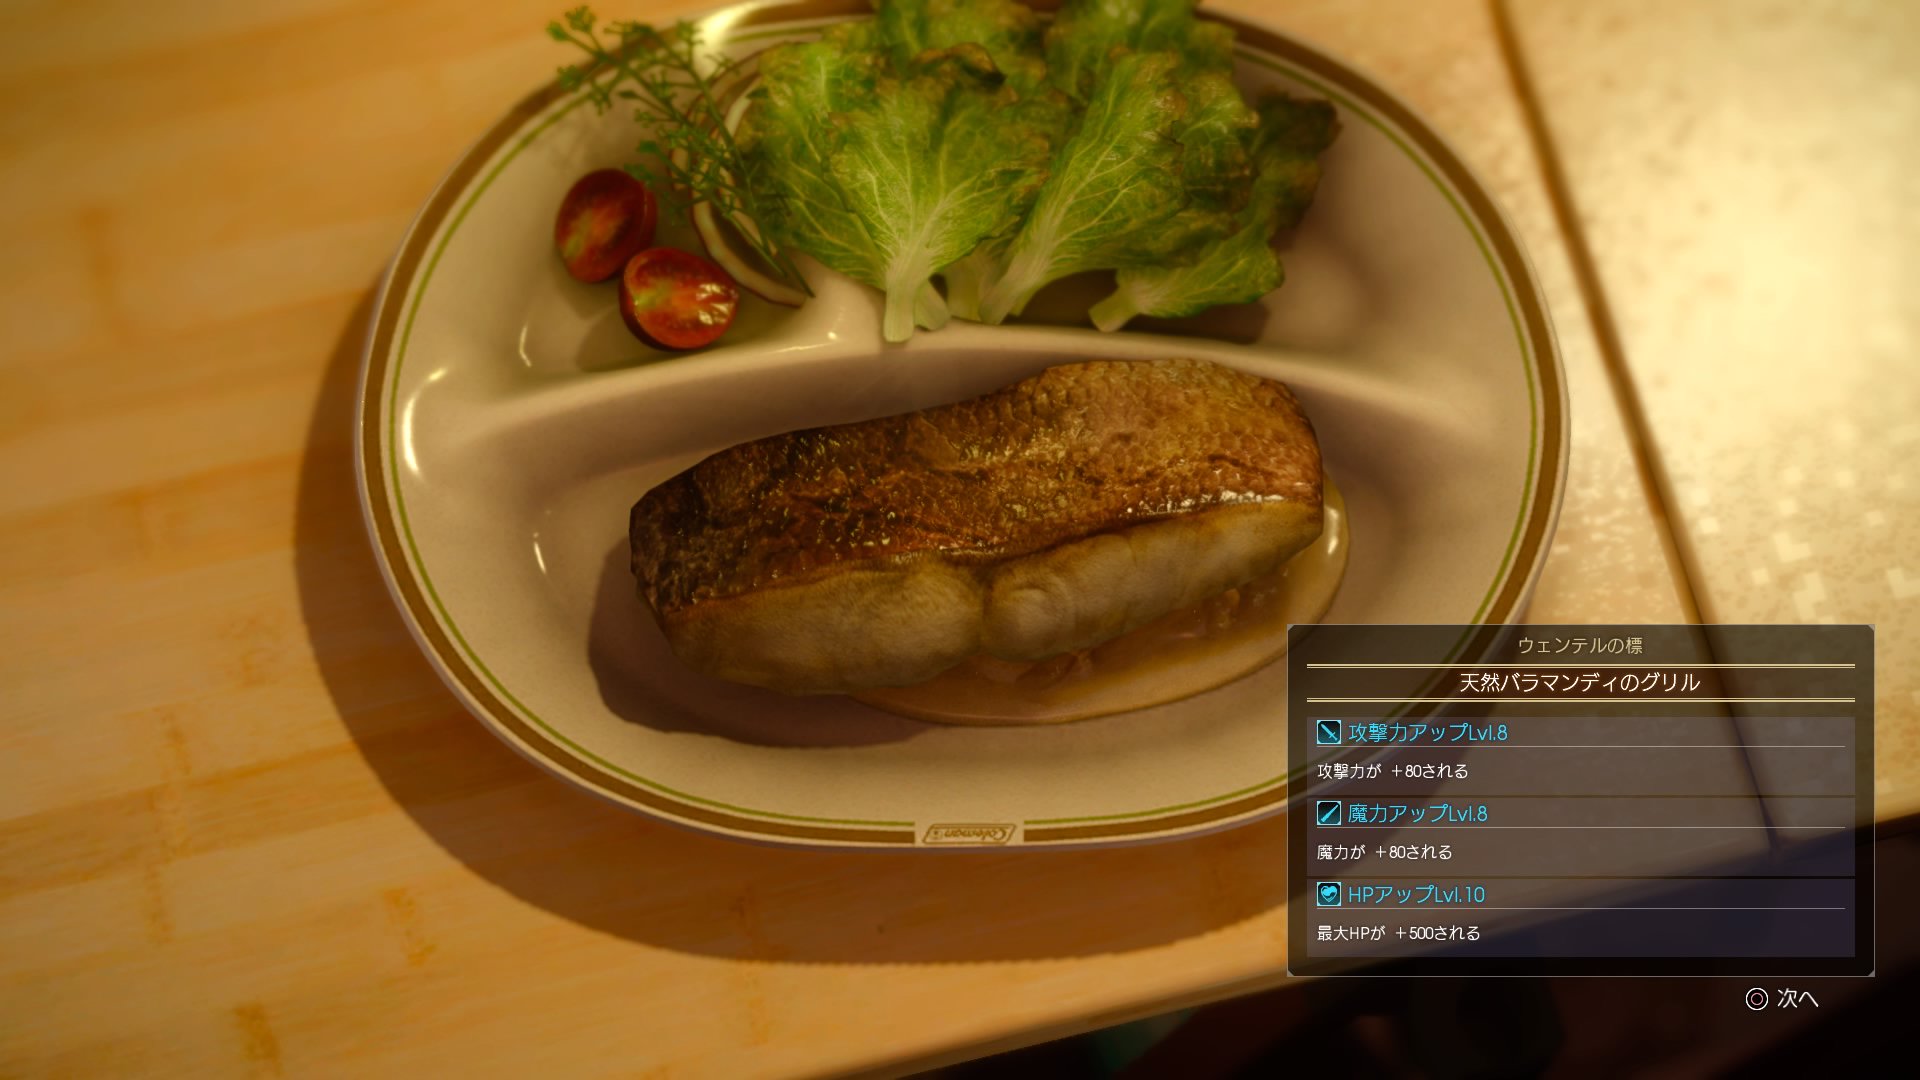 Coleman
ウェンテルの標
天然バラマンディのグリル
攻撃力アップLvl.8
攻撃力が +80される
魔力アップLvl.8
魔力が +80される
HPアップLvl.10
最大HPが +500される
次へ